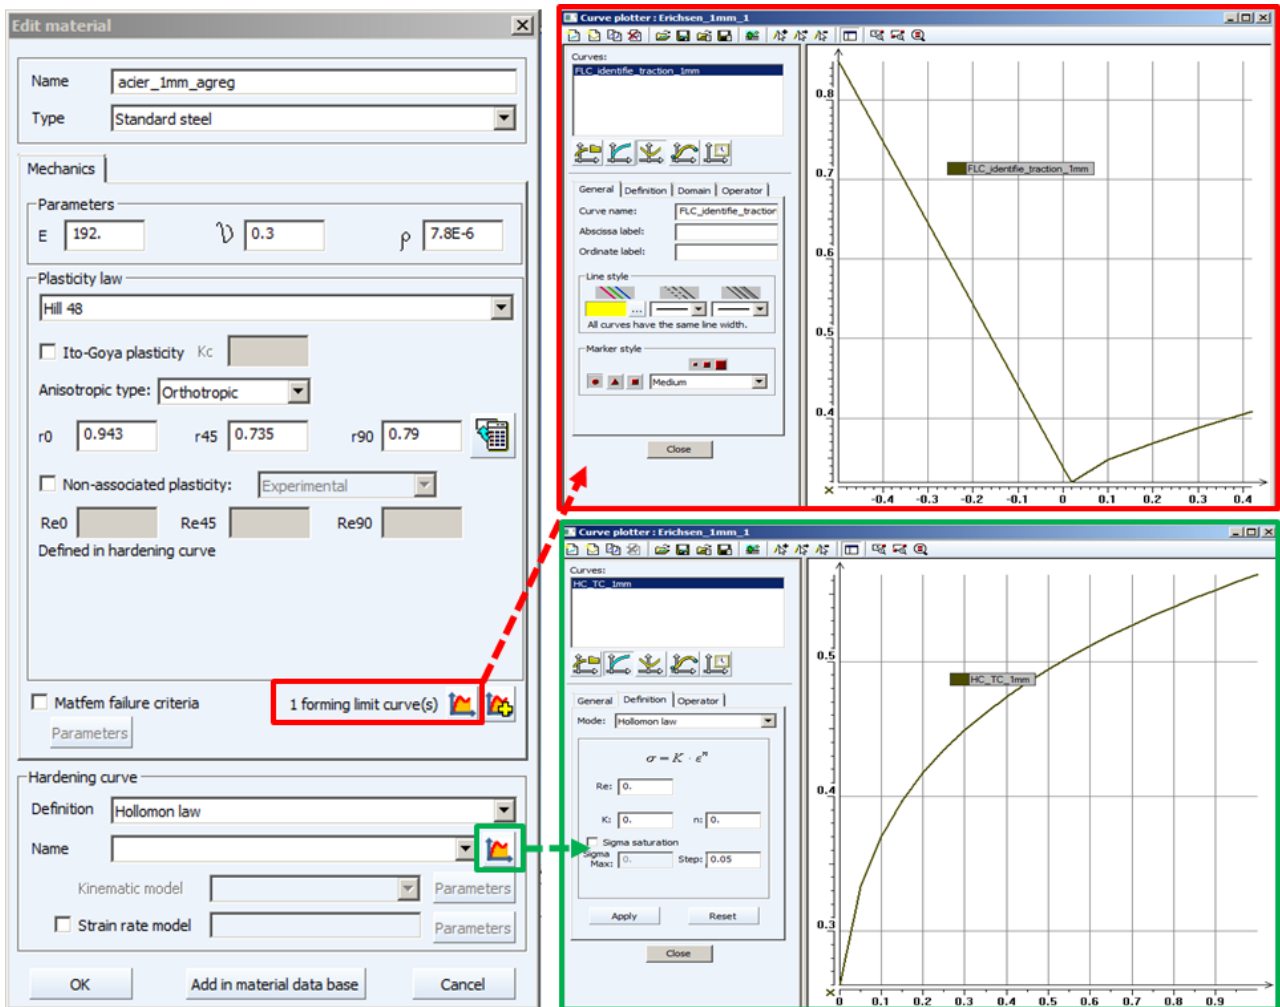 Edit material
Name acier_1mm_agreg
Type Standard steel
Mechanics
Parameters
E 192. ν 0.3 ρ 7.8E-6
Plasticity law
Hill 48
Ito-Goya plasticity Kc
Anisotropic type: Orthotropic
r0 0.943 r45 0.735 r90 0.79
Non-associated plasticity: Experimental
Re0 Re45 Re90
Defined in hardening curve
Matfem failure criteria 1 forming limit curve(s)
Parameters
Hardening curve
Definition Hollomon law
Name
Kinematic model Parameters
Strain rate model Parameters
OK Add in material data base Cancel
Curve plotter : Erichsen_1mm_1
Curves:
FLC_identifie_traction_1mm
General Definition Domain Operator
Curve name: FLC_identifie_traction
Abscissa label:
Ordinate label:
Line style
...
All curves have the same line width.
Marker style
Medium
Close
0.8
0.7
0.6
0.5
0.4
FLC_identifie_traction_1mm
-0.4 -0.3 -0.2 -0.1 0 0.1 0.2 0.3 0.4
Curve plotter : Erichsen_1mm_1
Curves:
HC_TC_1mm
General Definition Operator
Mode: Hollomon law
σ = K · εⁿ
Re: 0.
K: 0. n: 0.
Sigma saturation
Sigma Max: 0. Step: 0.05
Apply Reset
Close
0.5
0.4
0.3
HC_TC_1mm
0 0.1 0.2 0.3 0.4 0.5 0.6 0.7 0.8 0.9